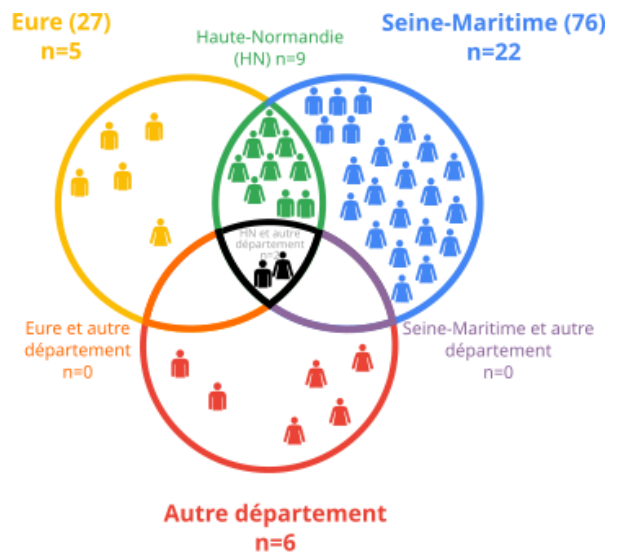 Eure (27)
n=5
Haute-Normandie
(HN) n=9
Seine-Maritime (76)
n=22
HN et autre
département
n=2
Eure et autre
département
n=0
Seine-Maritime et autre
département
n=0
Autre département
n=6